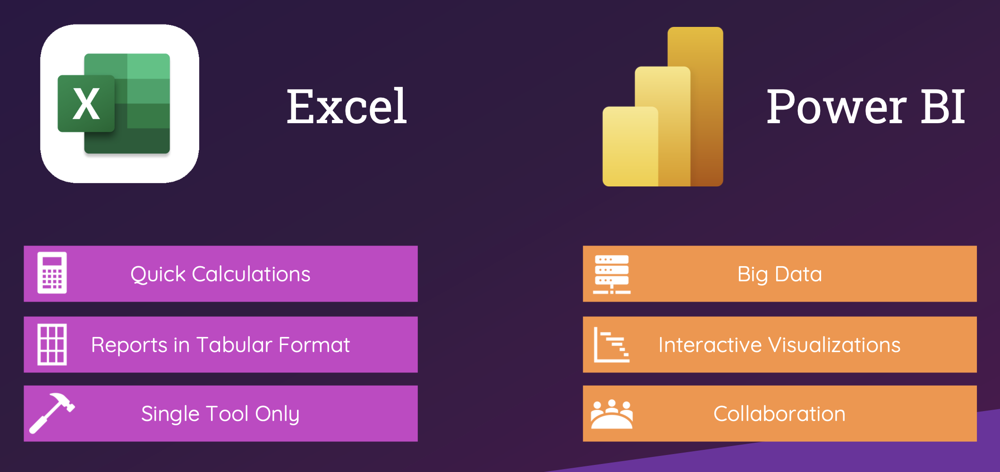 X
Excel
Power BI
Quick Calculations
Reports in Tabular Format
Single Tool Only
Big Data
Interactive Visualizations
Collaboration